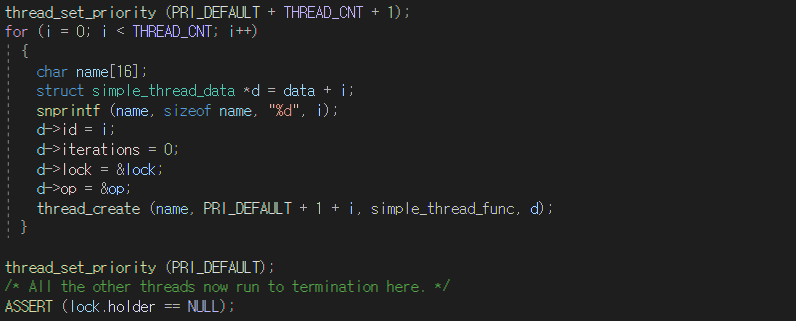 thread_set_priority (PRI_DEFAULT + THREAD_CNT + 1);
for (i = 0; i < THREAD_CNT; i++)
{
char name[16];
struct simple_thread_data *d = data + i;
snprintf (name, sizeof name, "%d", i);
d->id = i;
d->iterations = 0;
d->lock = &lock;
d->op = &op;
thread_create (name, PRI_DEFAULT + 1 + i, simple_thread_func, d);
}
thread_set_priority (PRI_DEFAULT);
/* All the other threads now run to termination here. */
ASSERT (lock.holder == NULL);